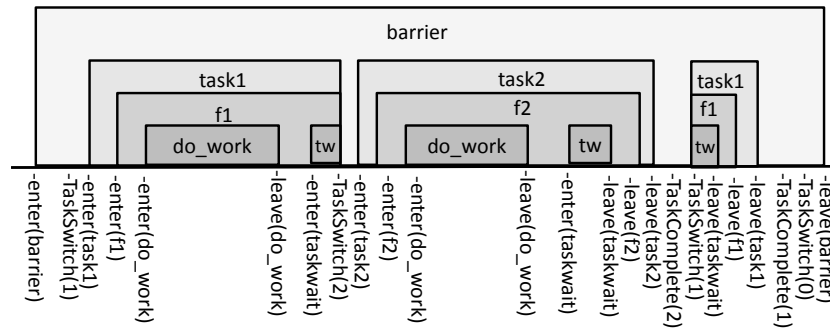 barrier
task1
task2
task1
f1
f2
f1
do_work
tw
do_work
tw
tw
-enter(barrier)
-TaskSwitch(1)
-enter(task1)
-enter(f1)
-enter(do_work)
-leave(do_work)
-enter(taskwait)
-TaskSwitch(2)
-enter(task2)
-enter(f2)
-enter(do_work)
-leave(do_work)
-enter(taskwait)
-leave(taskwait)
-leave(f2)
-leave(task2)
-TaskComplete(2)
-TaskSwitch(1)
-leave(taskwait)
-leave(f1)
-leave(task1)
-TaskComplete(1)
-TaskSwitch(0)
-leave(barrier)